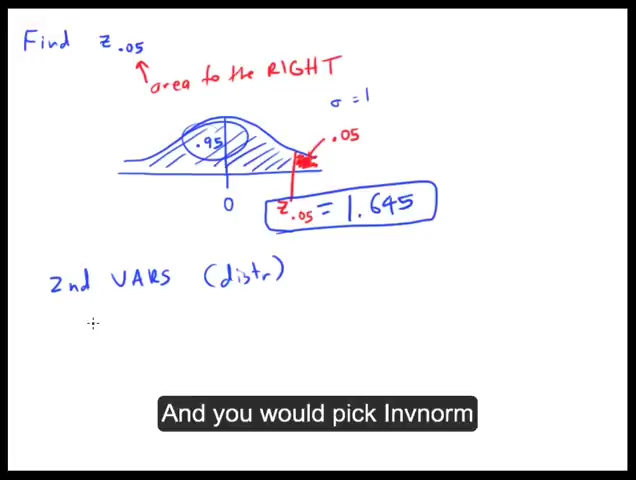 Find z.05
area to the RIGHT
σ = 1
.95
.05
0
z.05 = 1.645
2nd VARS (distr)
And you would pick Invnorm